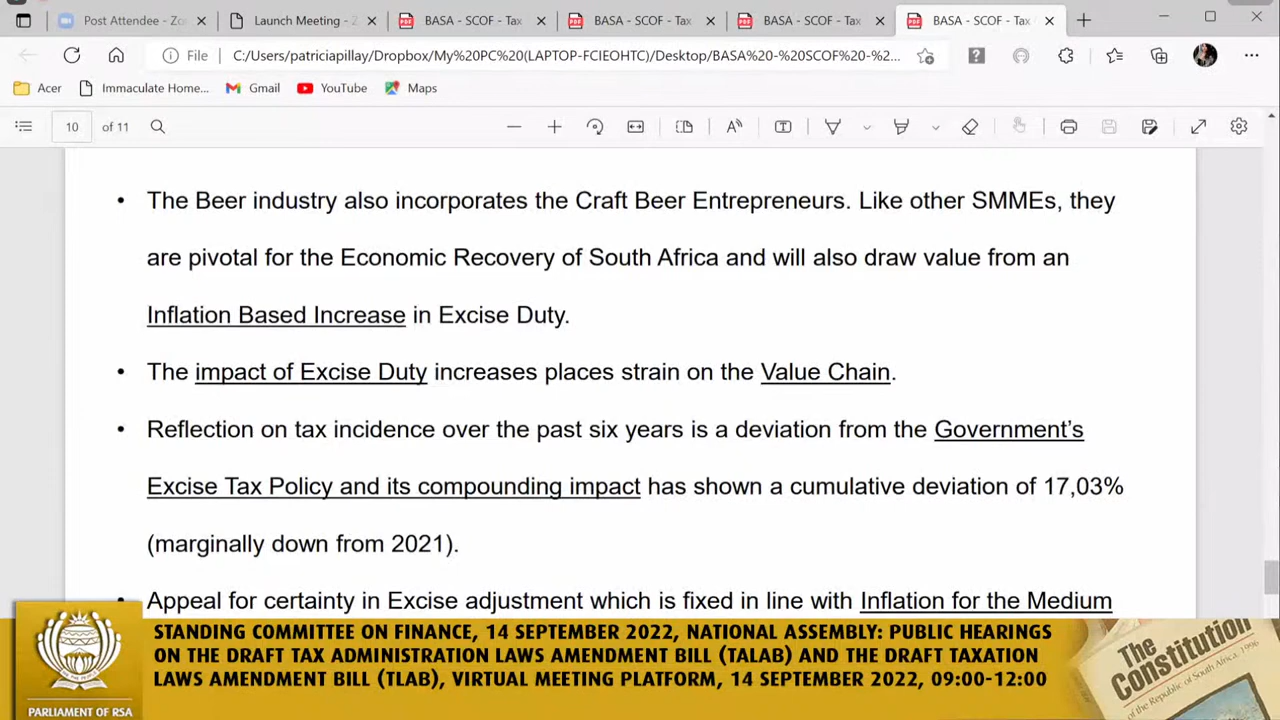 Post Attendee - Zo
Launch Meeting - Z
BASA - SCOF - Tax
BASA - SCOF - Tax
BASA - SCOF - Tax
BASA - SCOF - Tax
File
C:/Users/patriciapillay/Dropbox/My%20PC%20(LAPTOP-FCIEOHTC)/Desktop/BASA%20-%20SCOF%20-%2...
Acer
Immaculate Home...
Gmail
YouTube
Maps
10 of 11
• The Beer industry also incorporates the Craft Beer Entrepreneurs. Like other SMMEs, they
are pivotal for the Economic Recovery of South Africa and will also draw value from an
Inflation Based Increase in Excise Duty.
• The impact of Excise Duty increases places strain on the Value Chain.
• Reflection on tax incidence over the past six years is a deviation from the Government’s
Excise Tax Policy and its compounding impact has shown a cumulative deviation of 17,03%
(marginally down from 2021).
• Appeal for certainty in Excise adjustment which is fixed in line with Inflation for the Medium
STANDING COMMITTEE ON FINANCE, 14 SEPTEMBER 2022, NATIONAL ASSEMBLY: PUBLIC HEARINGS
ON THE DRAFT TAX ADMINISTRATION LAWS AMENDMENT BILL (TALAB) AND THE DRAFT TAXATION
LAWS AMENDMENT BILL (TLAB), VIRTUAL MEETING PLATFORM, 14 SEPTEMBER 2022, 09:00-12:00
PARLIAMENT OF RSA
The
Constitution
of the Republic of South Africa, 1996